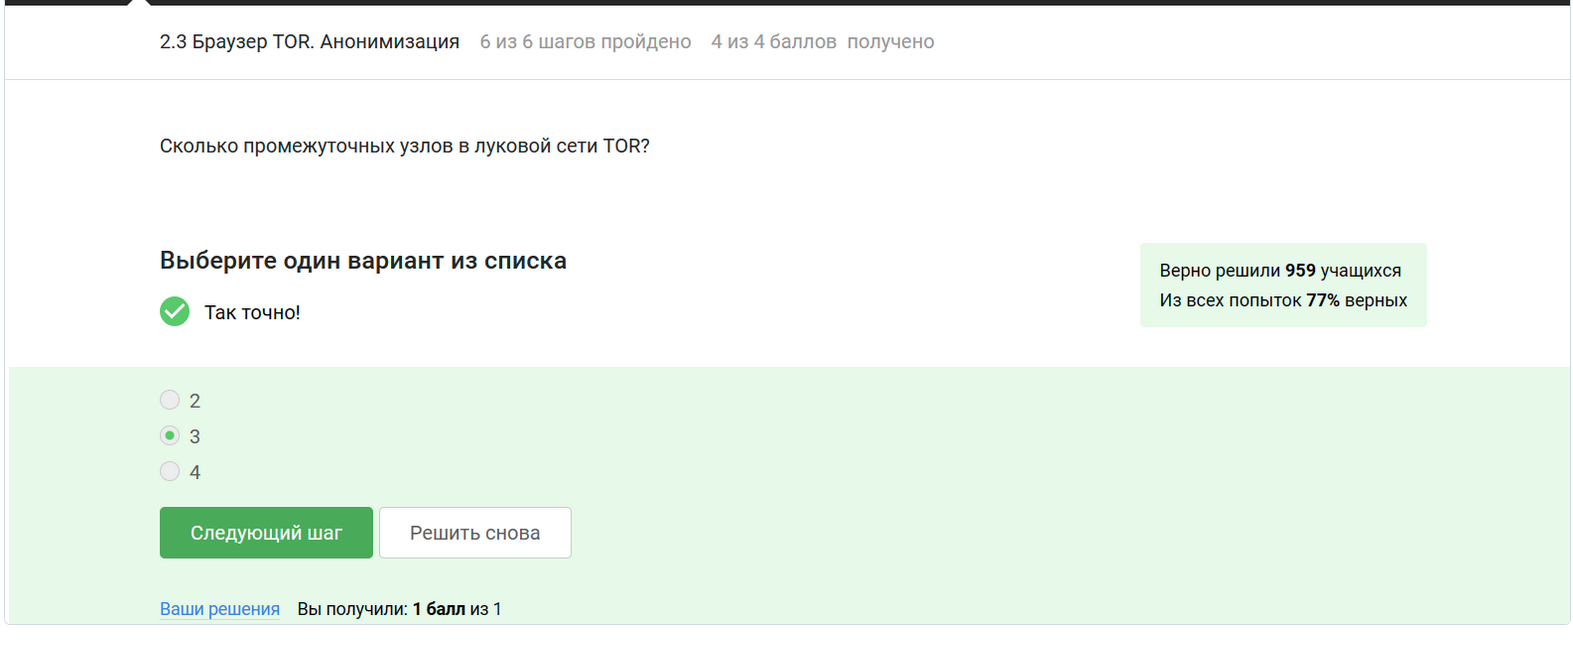 2.3 Браузер TOR. Анонимизация 6 из 6 шагов пройдено 4 из 4 баллов получено
Сколько промежуточных узлов в луковой сети TOR?
Выберите один вариант из списка
Так точно!
Верно решили 959 учащихся
Из всех попыток 77% верных
2
3
4
Следующий шаг Решить снова
Ваши решения Вы получили: 1 балл из 1